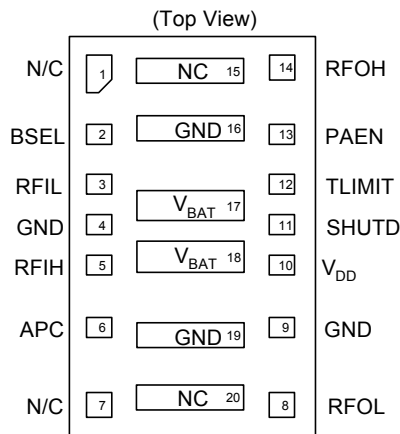 (Top View)
N/C 1 NC 15 14 RFOH
BSEL 2 GND 16 13 PAEN
RFIL 3 12 TLIMIT
VBAT 17
GND 4 11 SHUTD
RFIH 5 VBAT 18 10 VDD
APC 6 GND 19 9 GND
N/C 7 NC 20 8 RFOL